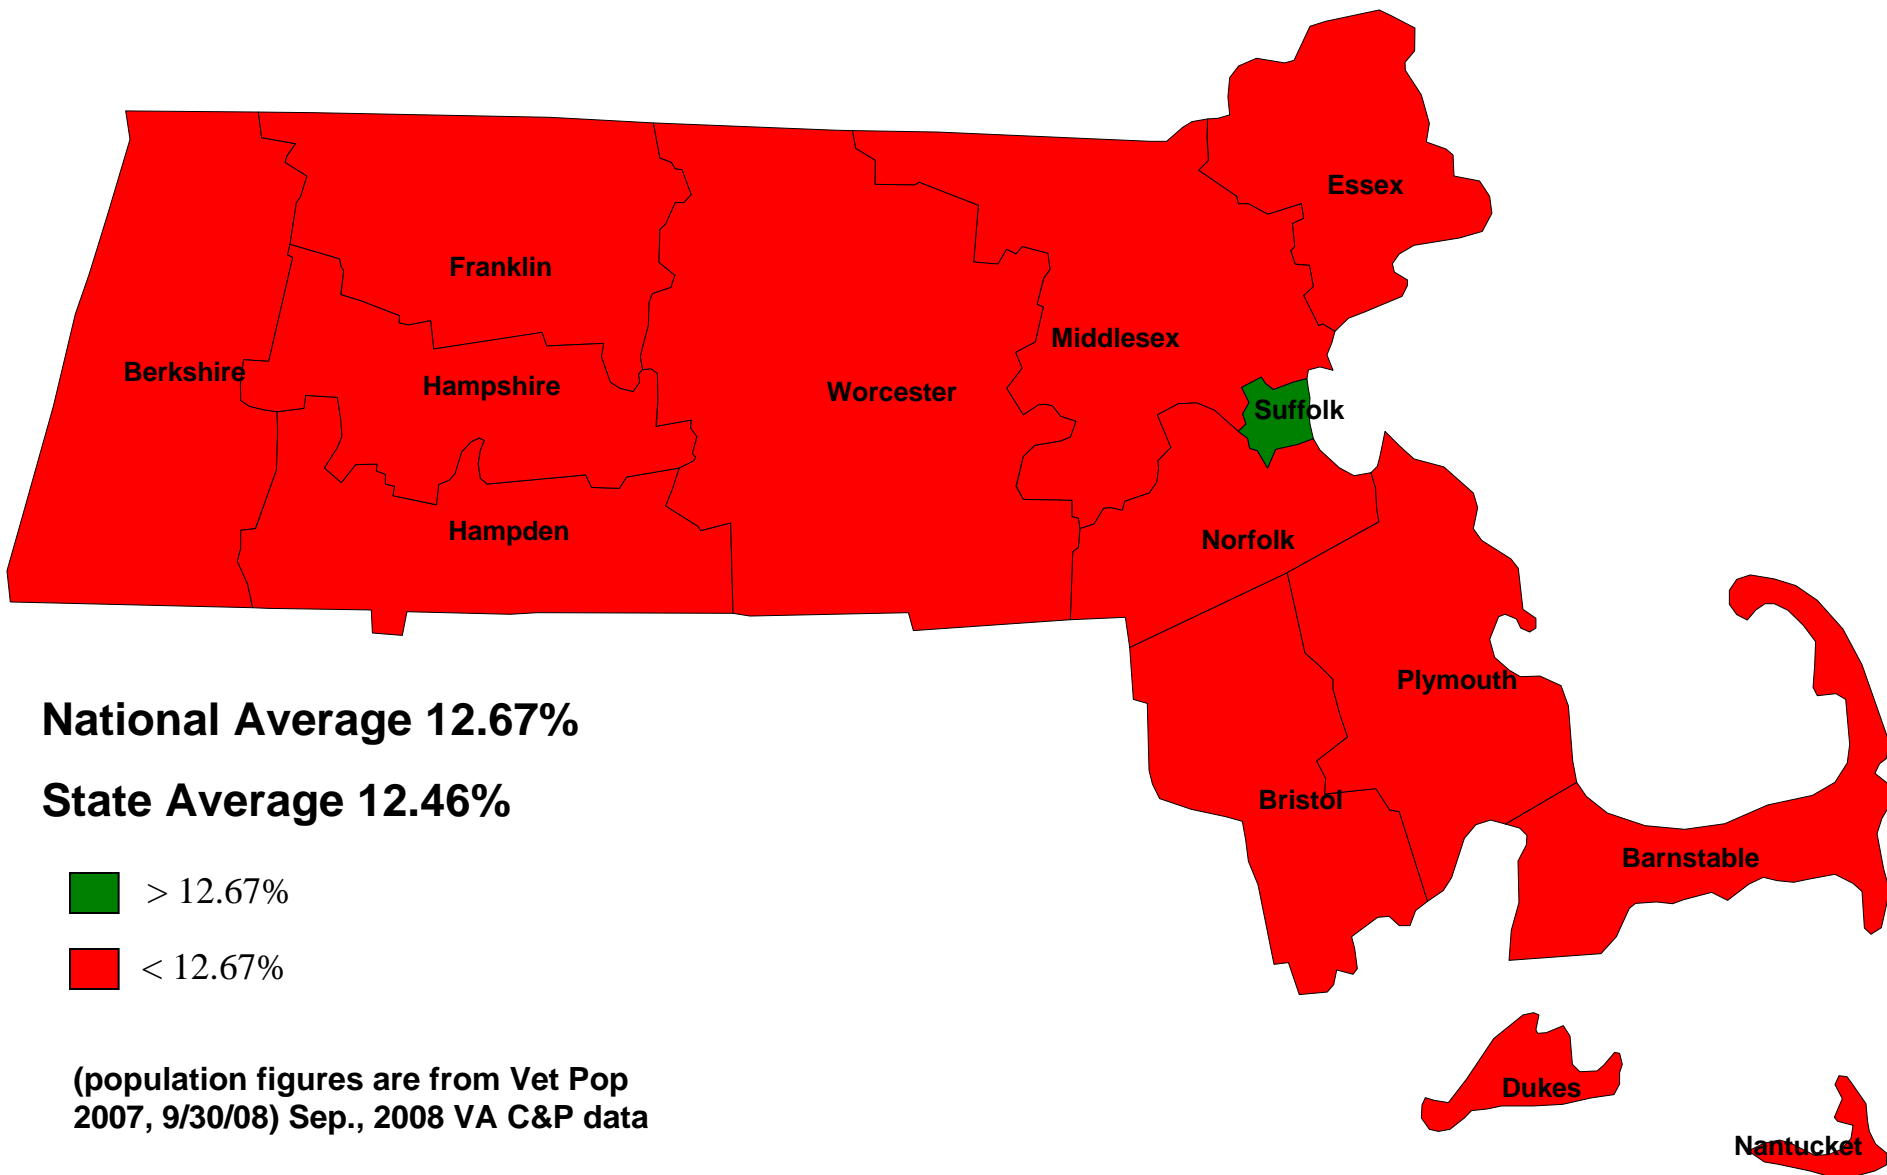 Essex
Franklin
Middlesex
Berkshire
Hampshire
Worcester
Suffolk
Hampden
Norfolk
Plymouth
National Average 12.67%
State Average 12.46%
Bristol
Barnstable
> 12.67%
< 12.67%
(population figures are from Vet Pop
2007, 9/30/08) Sep., 2008 VA C&P data
Dukes
Nantucket